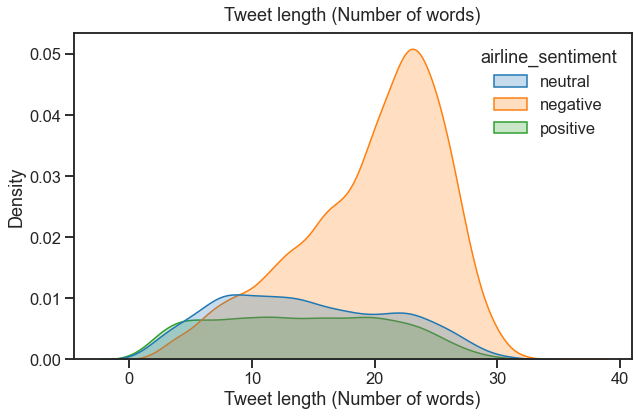 Tweet length (Number of words)
airline_sentiment
neutral
negative
positive
Density
0.05
0.04
0.03
0.02
0.01
0.00
0
10
20
30
40
Tweet length (Number of words)